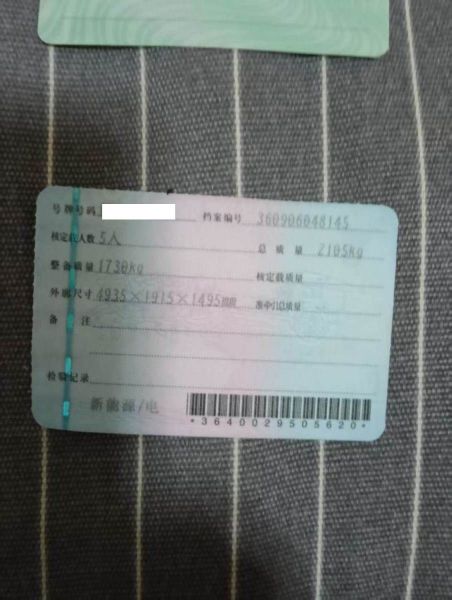 号牌号码 档案编号 360906048145
核定载人数 5人 总质量 2105kg
整备质量 1730kg 核定载质量
外廓尺寸 4935×1915×1495mm 准牵引总质量
备注
检验记录
新能源/电
*3640029505620*